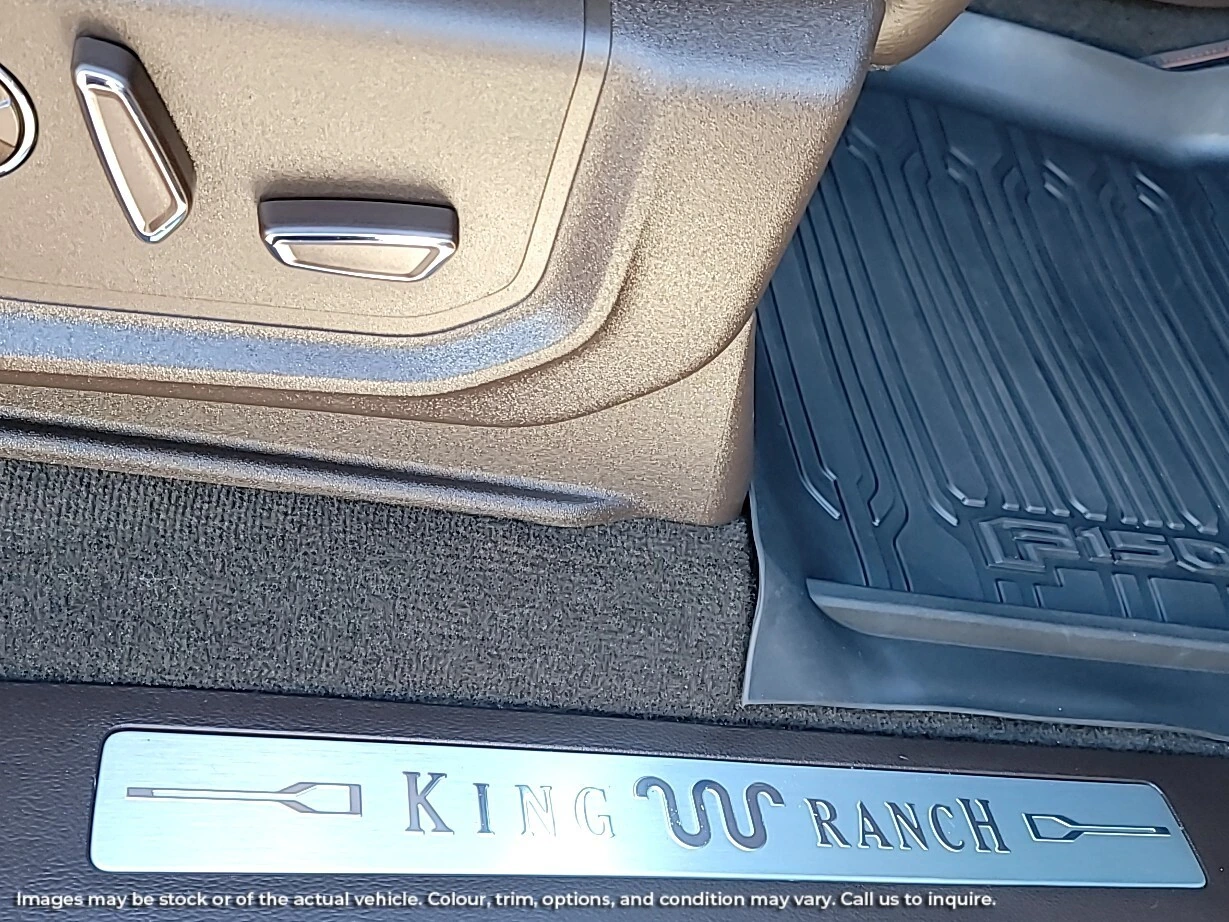 F150
KING RANCH
Images may be stock or of the actual vehicle. Colour, trim, options, and condition may vary. Call us to inquire.